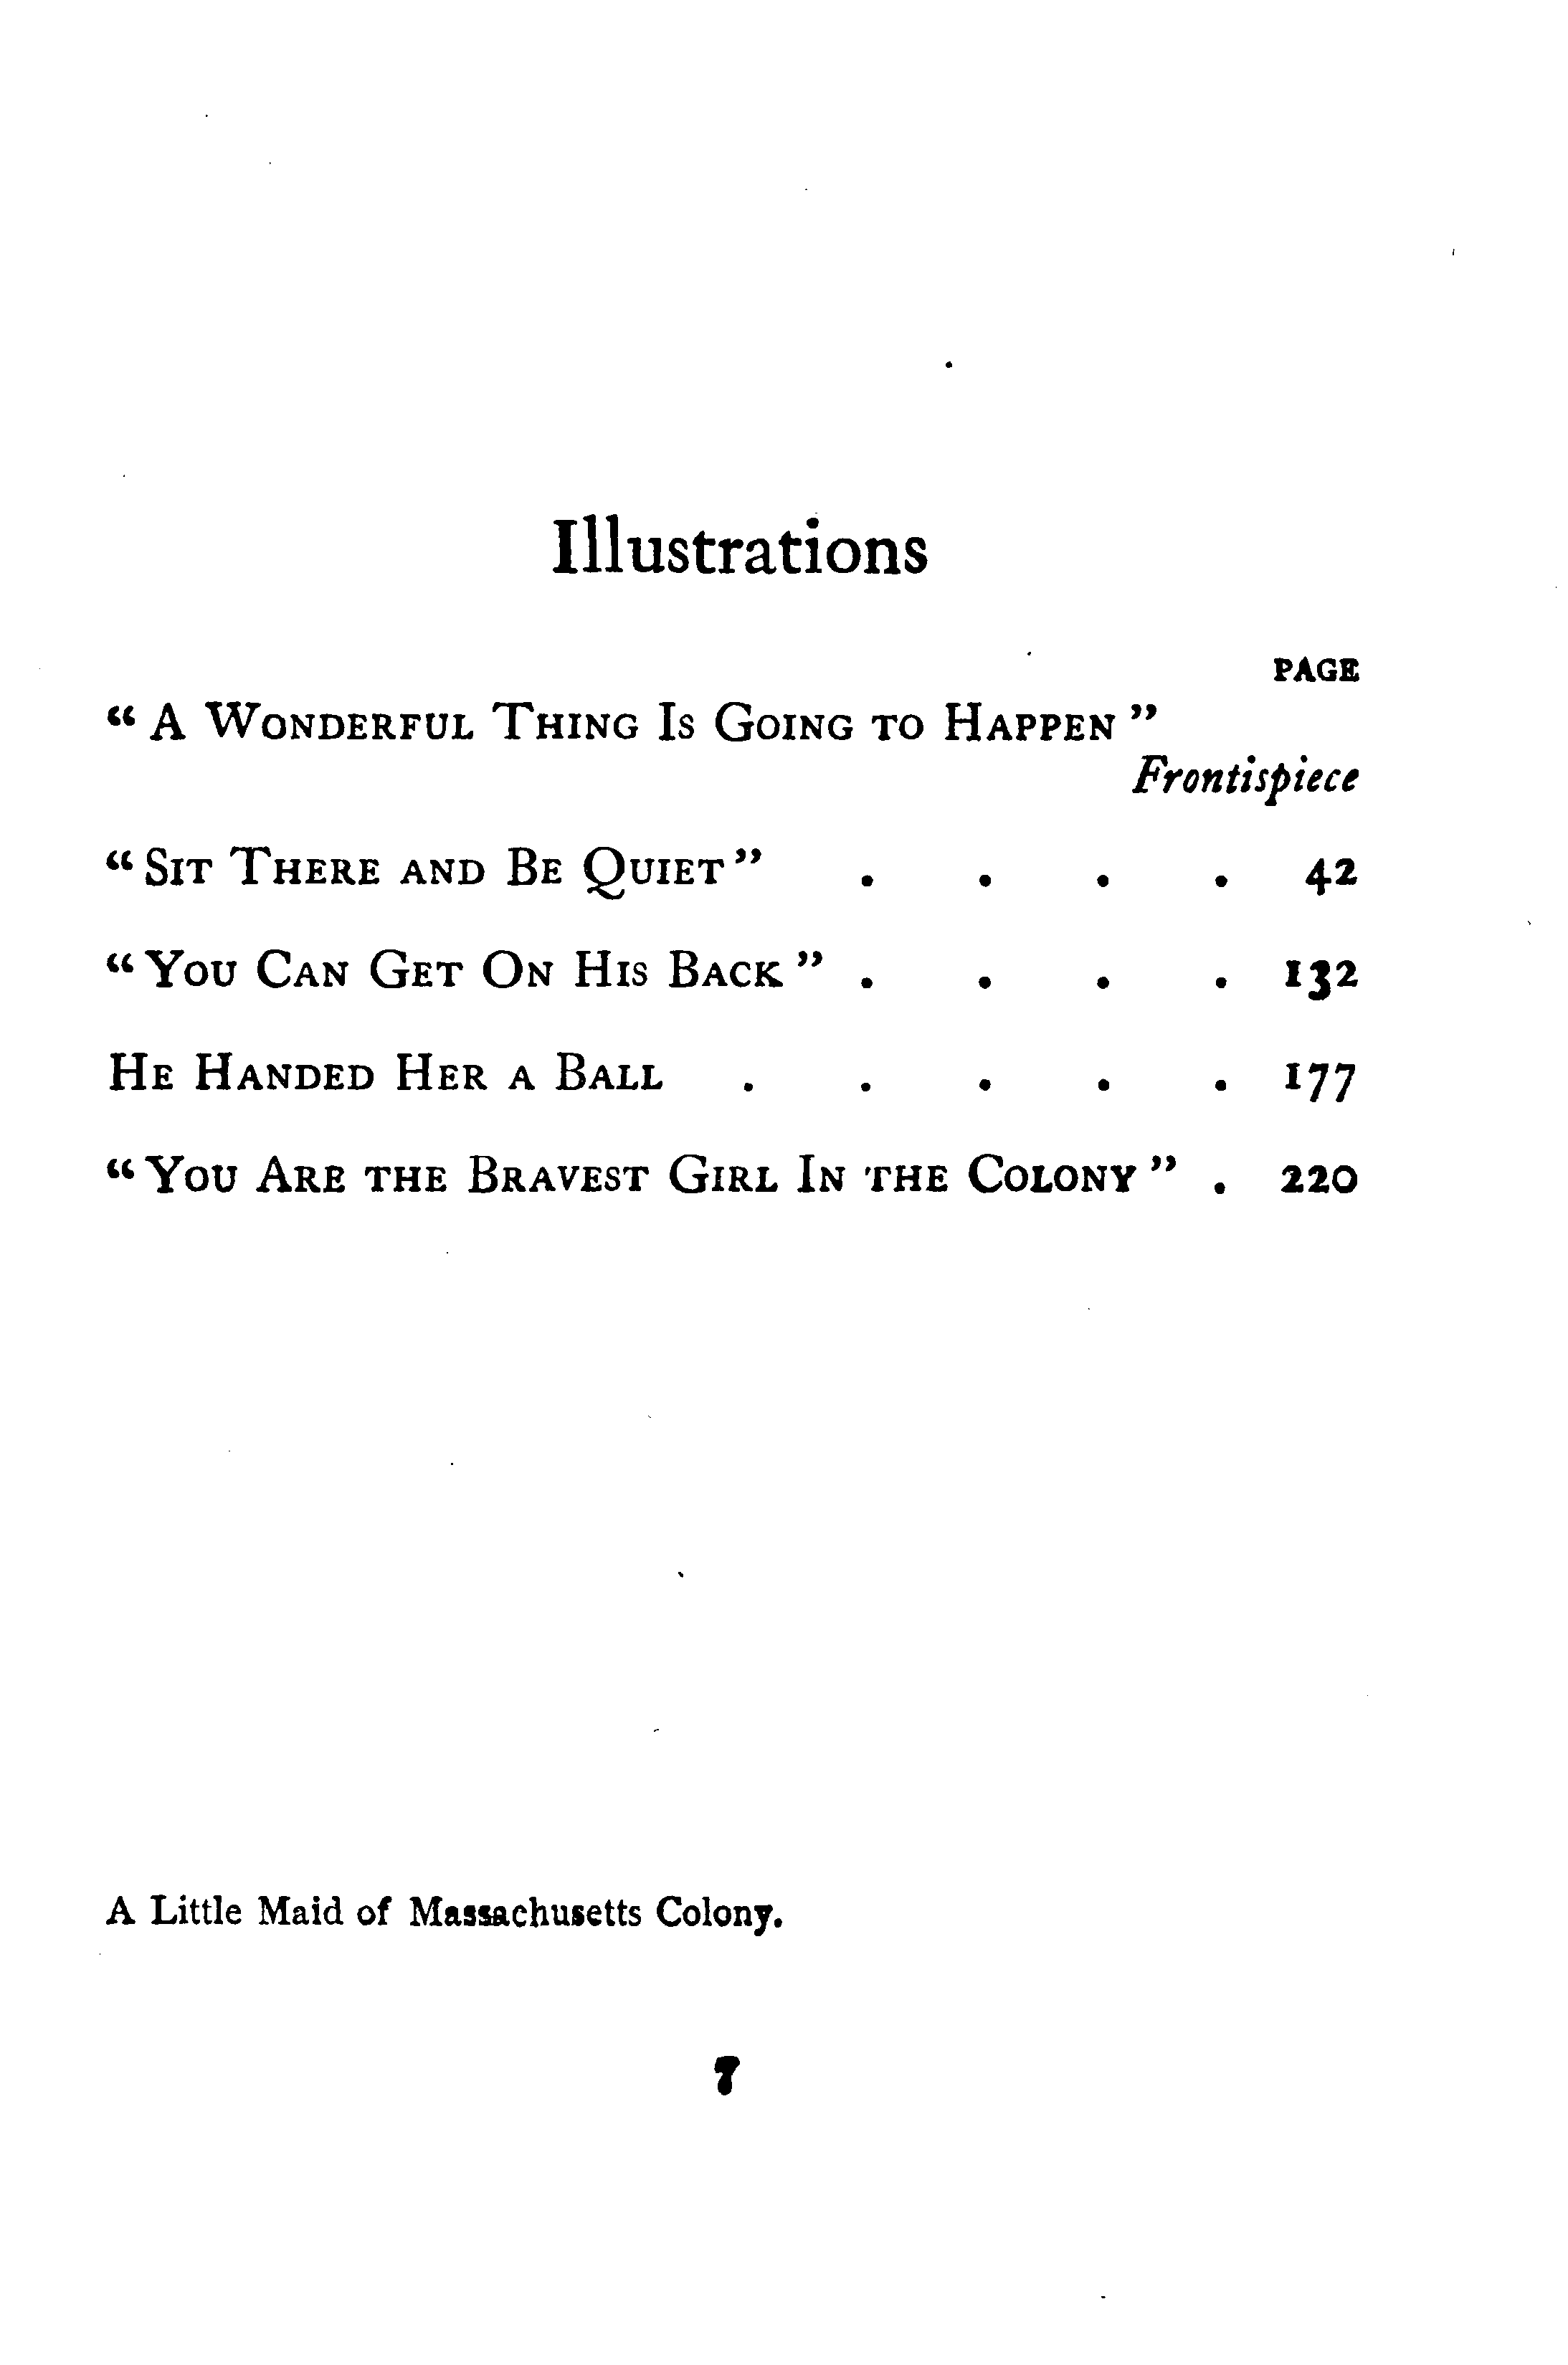 Illustrations
PAGE
“ A Wonderful Thing Is Going to Happen ”
Frontispiece
“ Sit There and Be Quiet ” . . . . 42
“ You Can Get On His Back ” . . . . 132
He Handed Her a Ball . . . . . 177
“ You Are the Bravest Girl In the Colony ” . 220
A Little Maid of Massachusetts Colony.
7